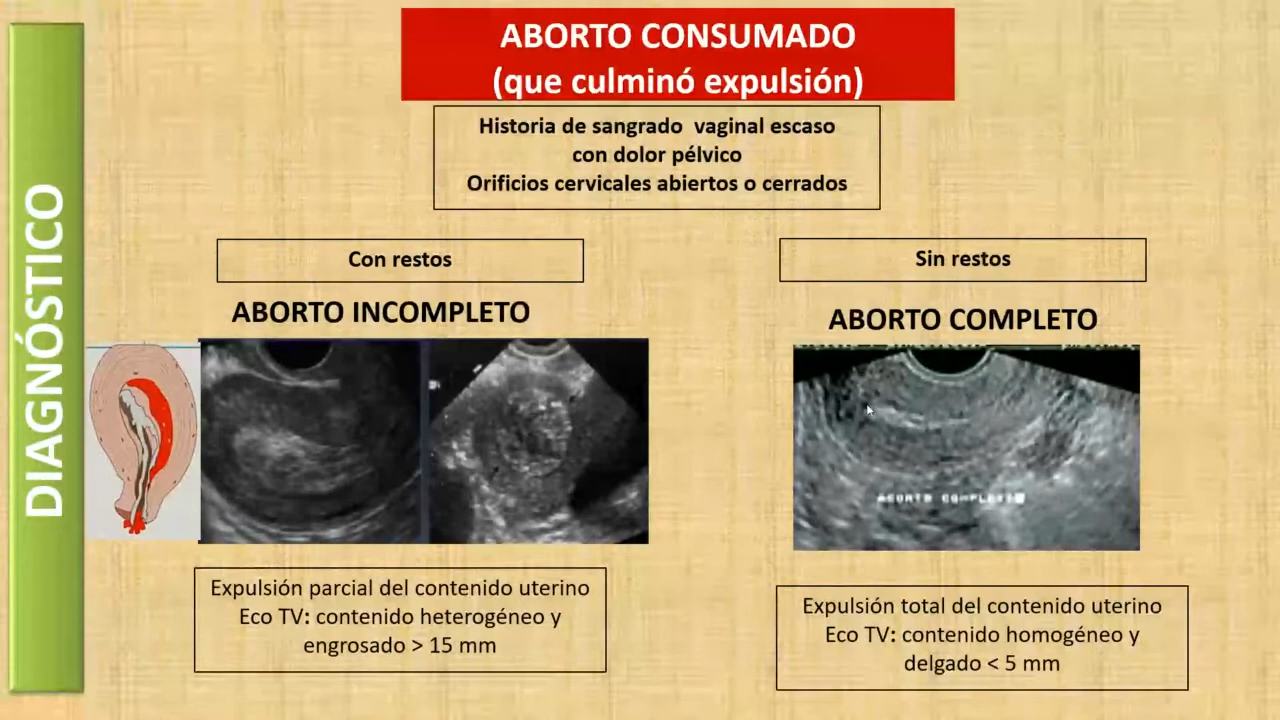 DIAGNÓSTICO
ABORTO CONSUMADO
(que culminó expulsión)
Historia de sangrado vaginal escaso
con dolor pélvico
Orificios cervicales abiertos o cerrados
Con restos
ABORTO INCOMPLETO
Expulsión parcial del contenido uterino
Eco TV: contenido heterogéneo y
engrosado > 15 mm
Sin restos
ABORTO COMPLETO
ABORTO COMPLETO
Expulsión total del contenido uterino
Eco TV: contenido homogéneo y
delgado < 5 mm